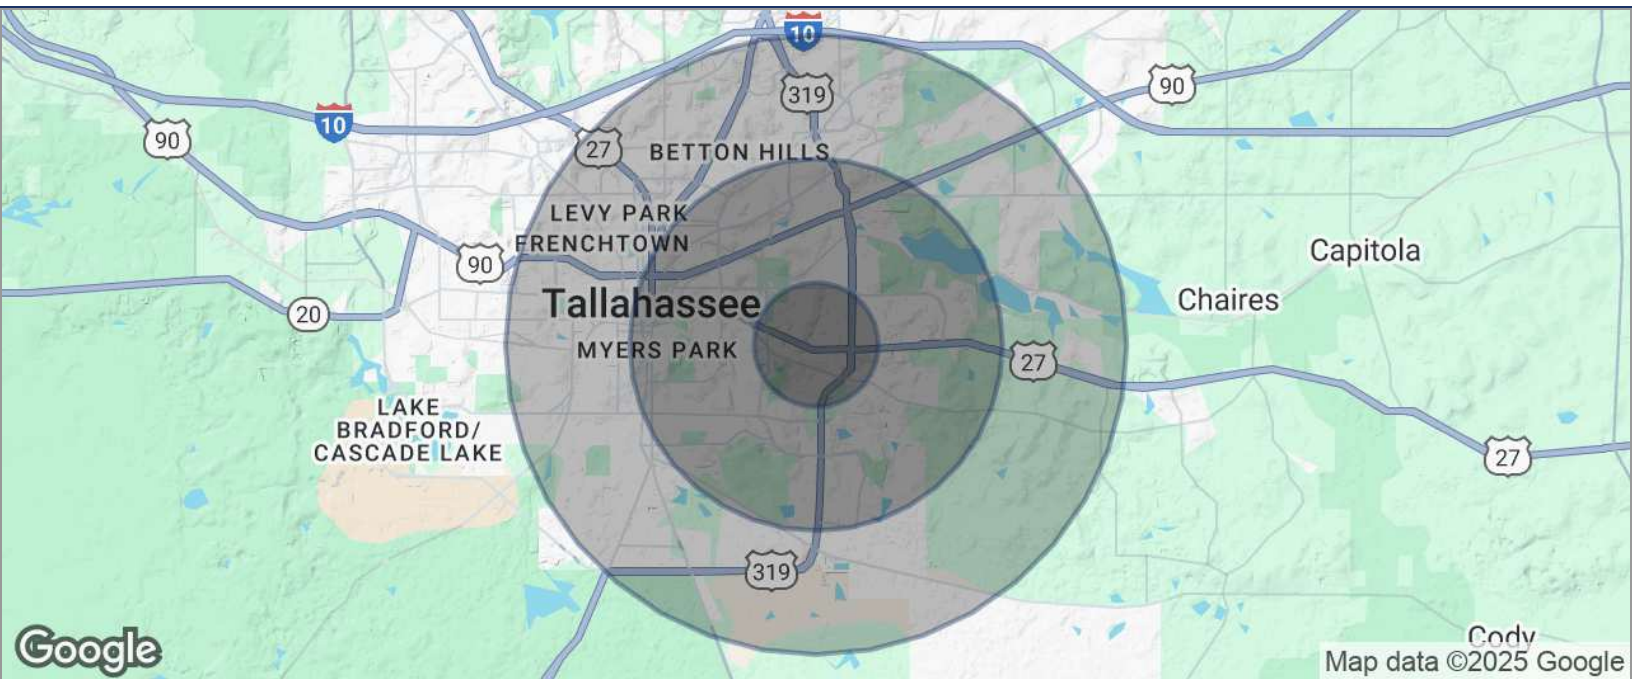 10
319
90
10
90
27
BETTON HILLS
LEVY PARK
FRENCHTOWN
90
Capitola
Tallahassee
Chaires
20
MYERS PARK
27
LAKE
BRADFORD/
CASCADE LAKE
27
319
Google
Cody
Map data ©2025 Google